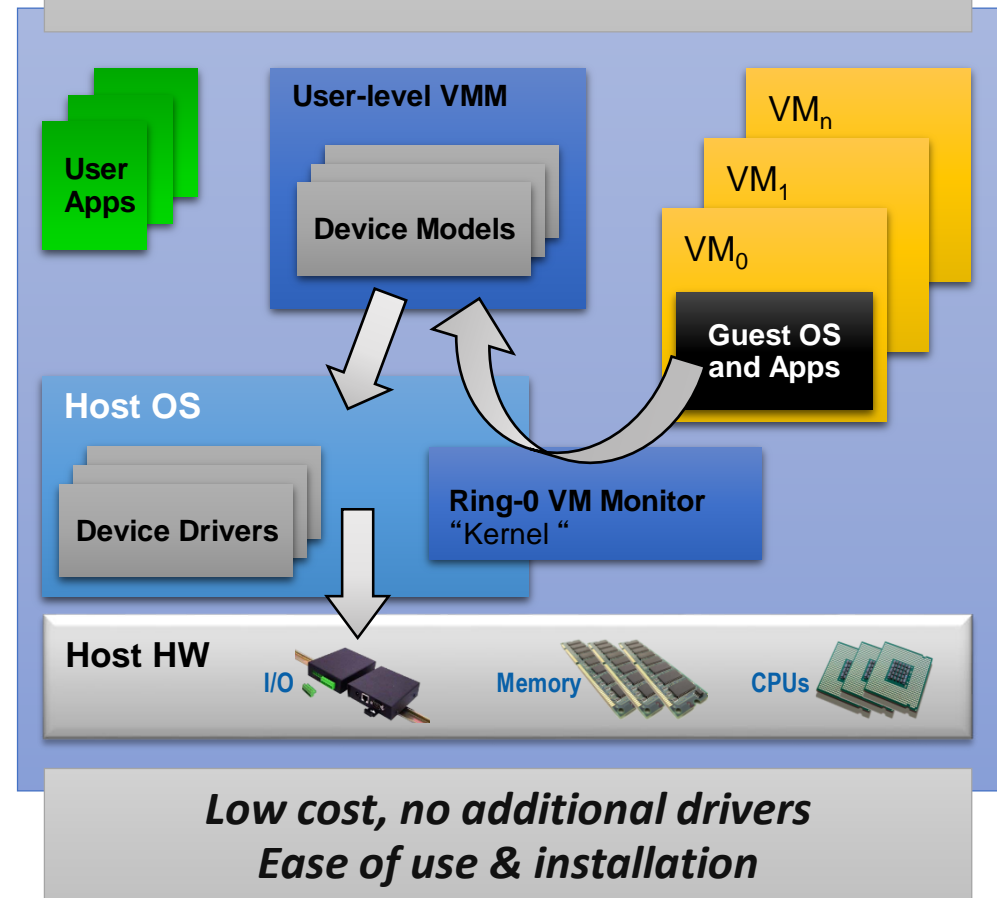 User-level VMM
VMₙ
User
Apps
VM₁
Device Models
VM₀
Guest OS
and Apps
Host OS
Ring-0 VM Monitor
“Kernel “
Device Drivers
Host HW
I/O
Memory
CPUs
Low cost, no additional drivers
Ease of use & installation